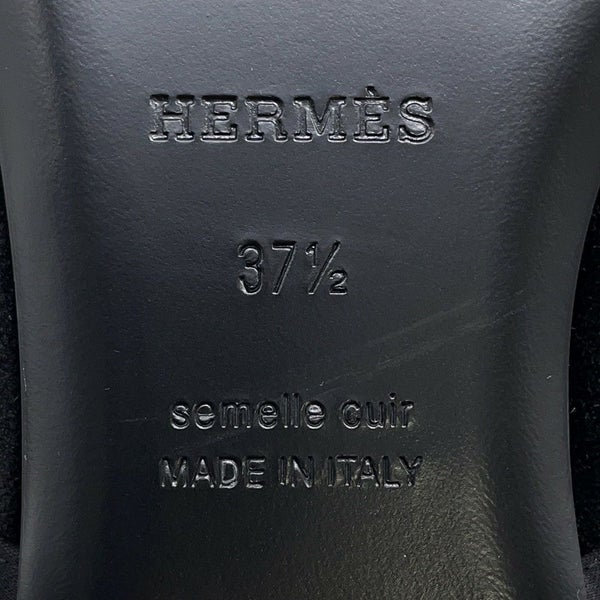 HERMÈS
37½
semelle cuir
MADE IN ITALY